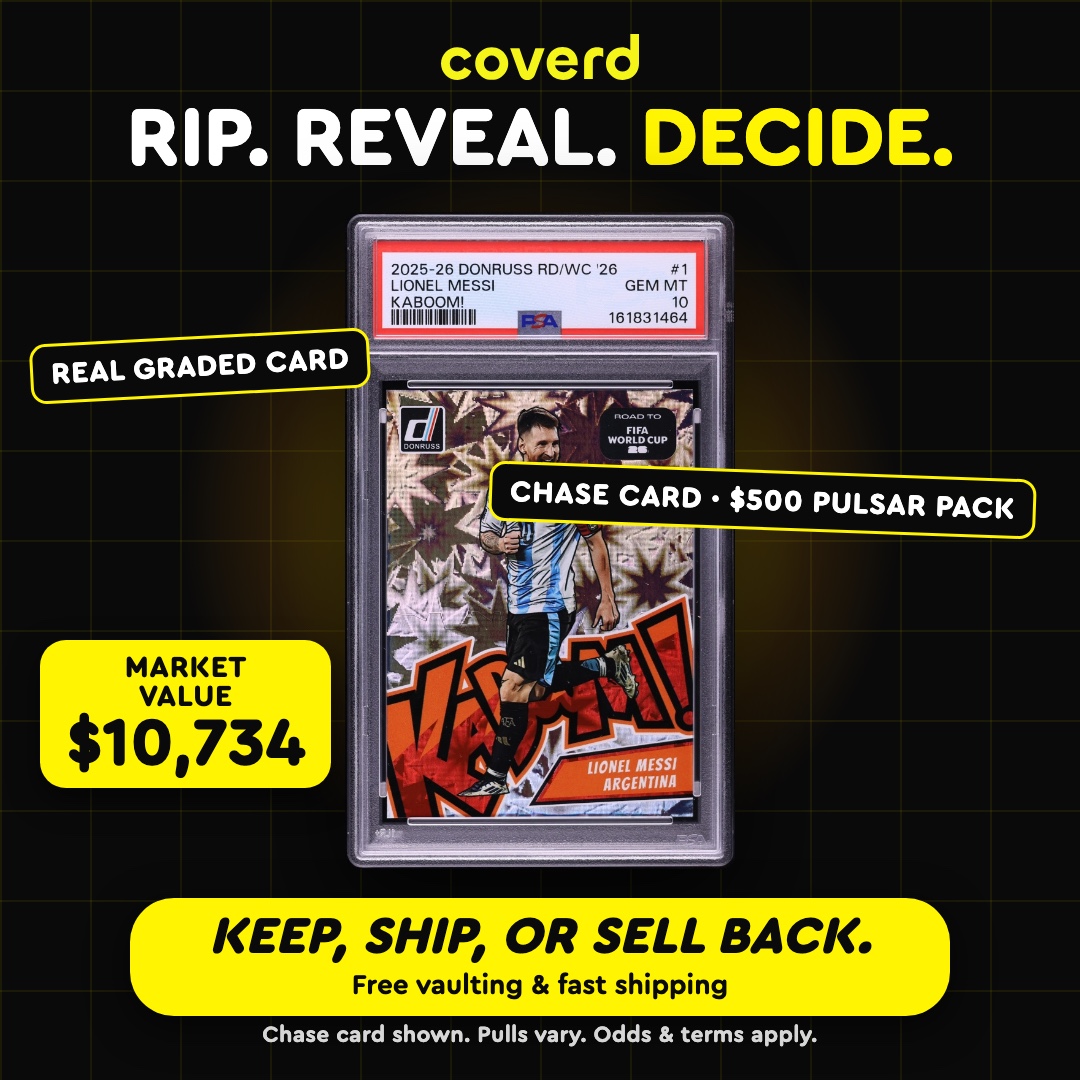 coverd
RIP. REVEAL. DECIDE.
2025-26 DONRUSS RD/WC '26 #1
LIONEL MESSI GEM MT
KABOOM! 10
PSA 161831464
REAL GRADED CARD
DONRUSS
ROAD TO
FIFA
WORLD CUP
26
CHASE CARD • $500 PULSAR PACK
MARKET
VALUE
$10,734
KABOOM!
LIONEL MESSI
ARGENTINA
KEEP, SHIP, OR SELL BACK.
Free vaulting & fast shipping
Chase card shown. Pulls vary. Odds & terms apply.